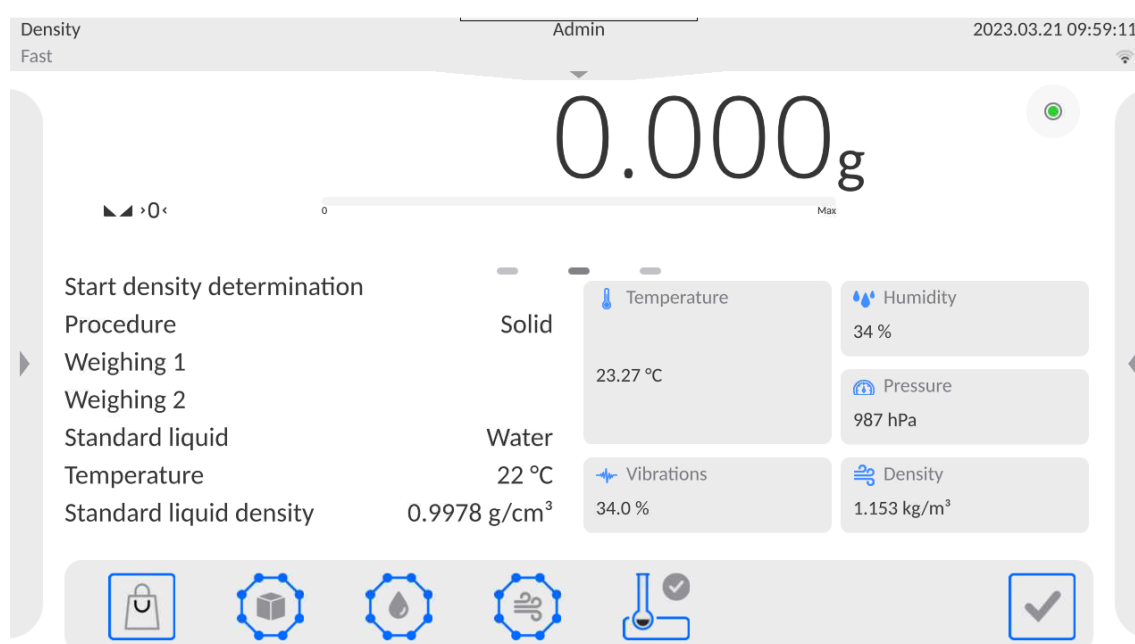 Density
Admin
2023.03.21 09:59:11
Fast
0.000 g
›0‹
0
Max
Start density determination
Procedure Solid
Weighing 1
Weighing 2
Standard liquid Water
Temperature 22 °C
Standard liquid density 0.9978 g/cm³
Temperature
23.27 °C
Humidity
34 %
Pressure
987 hPa
Vibrations
34.0 %
Density
1.153 kg/m³